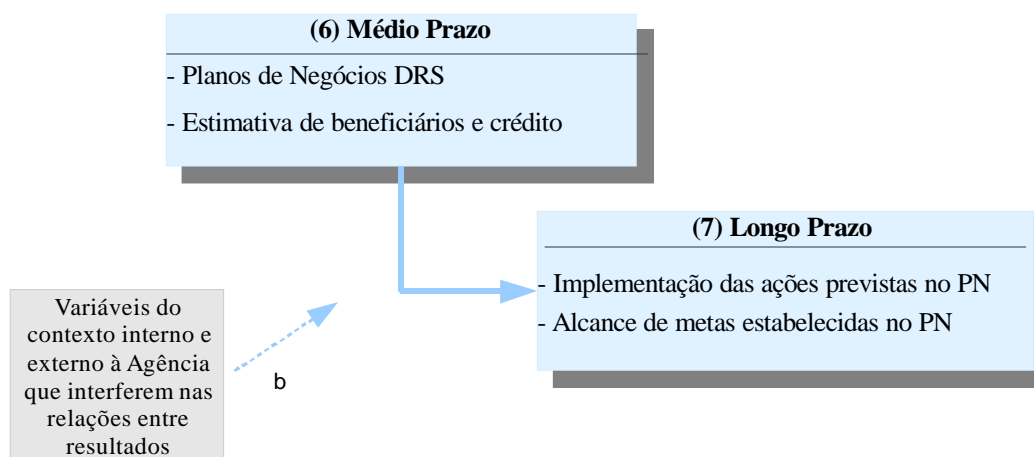 (6) Médio Prazo
- Planos de Negócios DRS
- Estimativa de beneficiários e crédito
(7) Longo Prazo
- Implementação das ações previstas no PN
- Alcance de metas estabelecidas no PN
Variáveis do
contexto interno e
externo à Agência
que interferem nas
relações entre
resultados
b